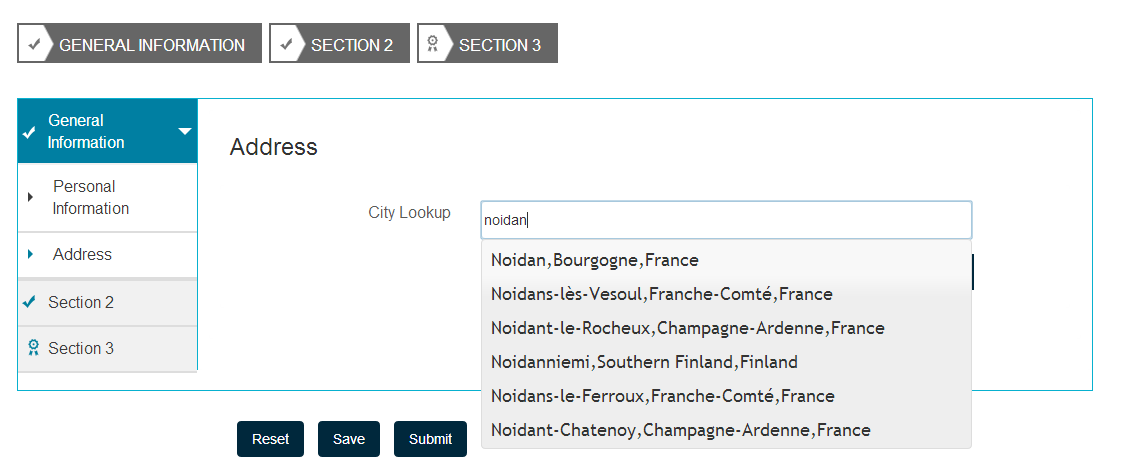 GENERAL INFORMATION
SECTION 2
SECTION 3
General
Information
Personal
Information
Address
Section 2
Section 3
Address
City Lookup
noidan
Noidan,Bourgogne,France
Noidans-lès-Vesoul,Franche-Comté,France
Noidant-le-Rocheux,Champagne-Ardenne,France
Noidanniemi,Southern Finland,Finland
Noidans-le-Ferroux,Franche-Comté,France
Noidant-Chatenoy,Champagne-Ardenne,France
Reset
Save
Submit